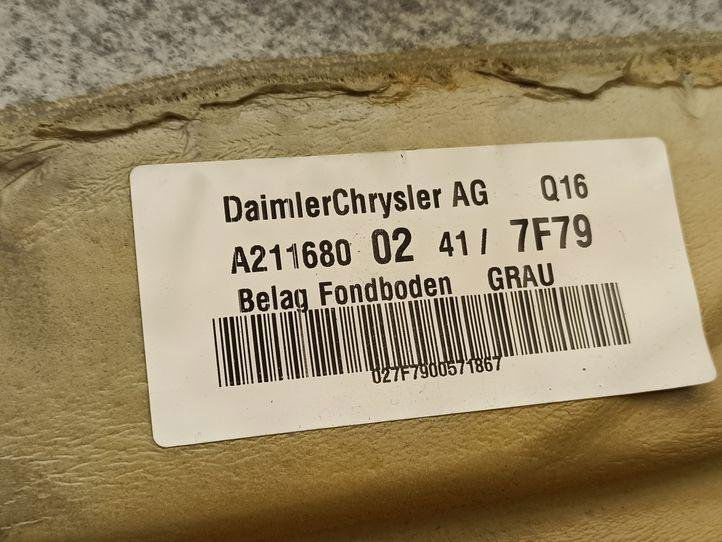 DaimlerChrysler AG Q16
A211680 02 41 / 7F79
Belag Fondboden GRAU
027F7900571867